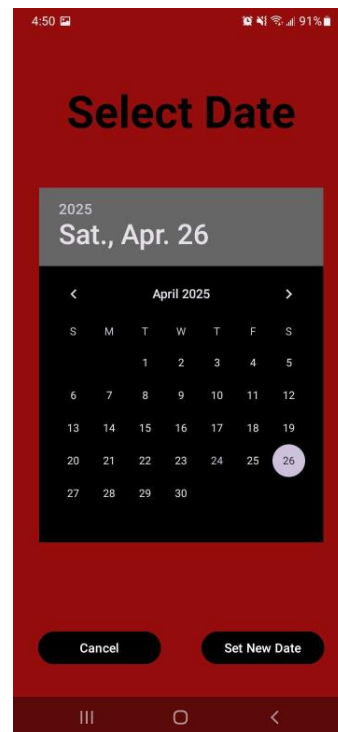 4:50 91%
Select Date
2025
Sat., Apr. 26
April 2025
S M T W T F S
1 2 3 4 5
6 7 8 9 10 11 12
13 14 15 16 17 18 19
20 21 22 23 24 25 26
27 28 29 30
Cancel Set New Date